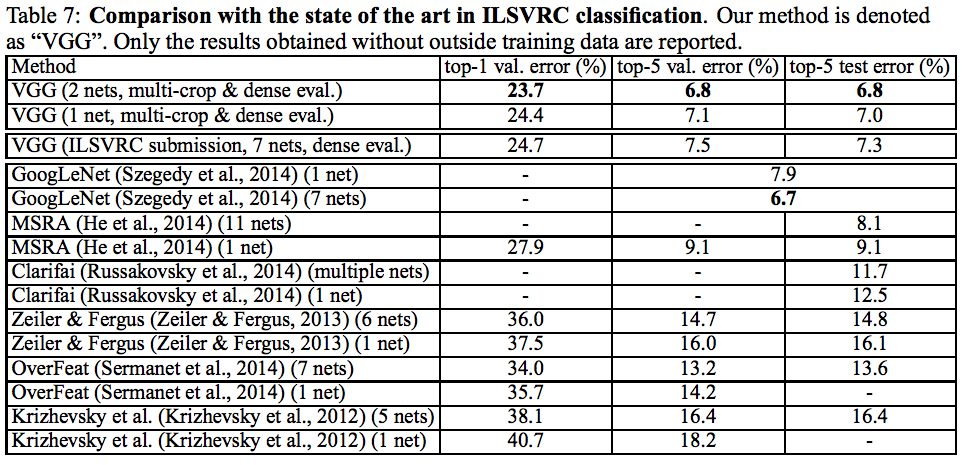 Table 7: Comparison with the state of the art in ILSVRC classification. Our method is denoted
as “VGG”. Only the results obtained without outside training data are reported.
Method top-1 val. error (%) top-5 val. error (%) top-5 test error (%)
VGG (2 nets, multi-crop & dense eval.) 23.7 6.8 6.8
VGG (1 net, multi-crop & dense eval.) 24.4 7.1 7.0
VGG (ILSVRC submission, 7 nets, dense eval.) 24.7 7.5 7.3
GoogLeNet (Szegedy et al., 2014) (1 net) - 7.9
GoogLeNet (Szegedy et al., 2014) (7 nets) - 6.7
MSRA (He et al., 2014) (11 nets) - - 8.1
MSRA (He et al., 2014) (1 net) 27.9 9.1 9.1
Clarifai (Russakovsky et al., 2014) (multiple nets) - - 11.7
Clarifai (Russakovsky et al., 2014) (1 net) - - 12.5
Zeiler & Fergus (Zeiler & Fergus, 2013) (6 nets) 36.0 14.7 14.8
Zeiler & Fergus (Zeiler & Fergus, 2013) (1 net) 37.5 16.0 16.1
OverFeat (Sermanet et al., 2014) (7 nets) 34.0 13.2 13.6
OverFeat (Sermanet et al., 2014) (1 net) 35.7 14.2 -
Krizhevsky et al. (Krizhevsky et al., 2012) (5 nets) 38.1 16.4 16.4
Krizhevsky et al. (Krizhevsky et al., 2012) (1 net) 40.7 18.2 -